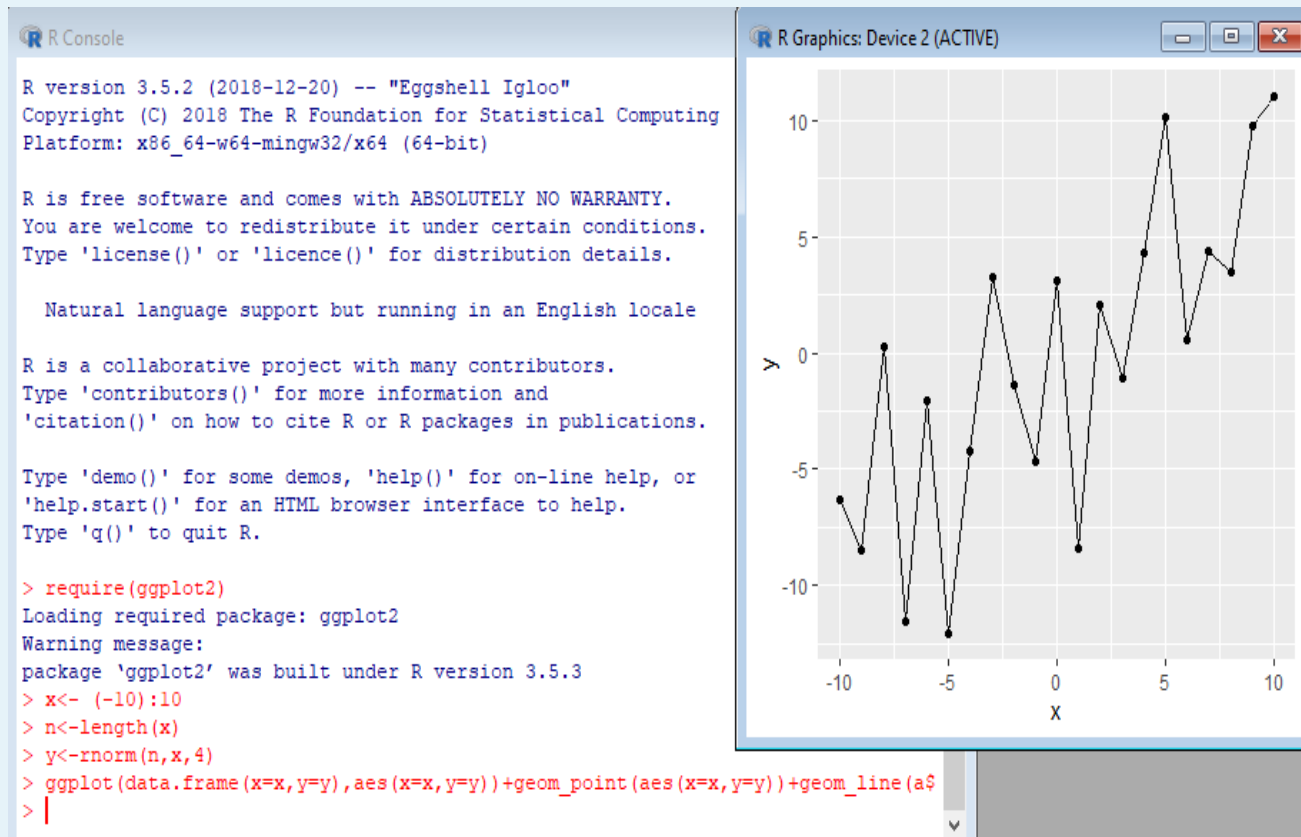 R Console
R version 3.5.2 (2018-12-20) -- "Eggshell Igloo"
Copyright (C) 2018 The R Foundation for Statistical Computing
Platform: x86_64-w64-mingw32/x64 (64-bit)
R is free software and comes with ABSOLUTELY NO WARRANTY.
You are welcome to redistribute it under certain conditions.
Type 'license()' or 'licence()' for distribution details.
Natural language support but running in an English locale
R is a collaborative project with many contributors.
Type 'contributors()' for more information and
'citation()' on how to cite R or R packages in publications.
Type 'demo()' for some demos, 'help()' for on-line help, or
'help.start()' for an HTML browser interface to help.
Type 'q()' to quit R.
> require(ggplot2)
Loading required package: ggplot2
Warning message:
package ‘ggplot2’ was built under R version 3.5.3
> x<- (-10):10
> n<-length(x)
> y<-rnorm(n,x,4)
> ggplot(data.frame(x=x,y=y),aes(x=x,y=y))+geom_point(aes(x=x,y=y))+geom_line(a$
>
R Graphics: Device 2 (ACTIVE)
10
5
0
-5
-10
y
-10 -5 0 5 10
x